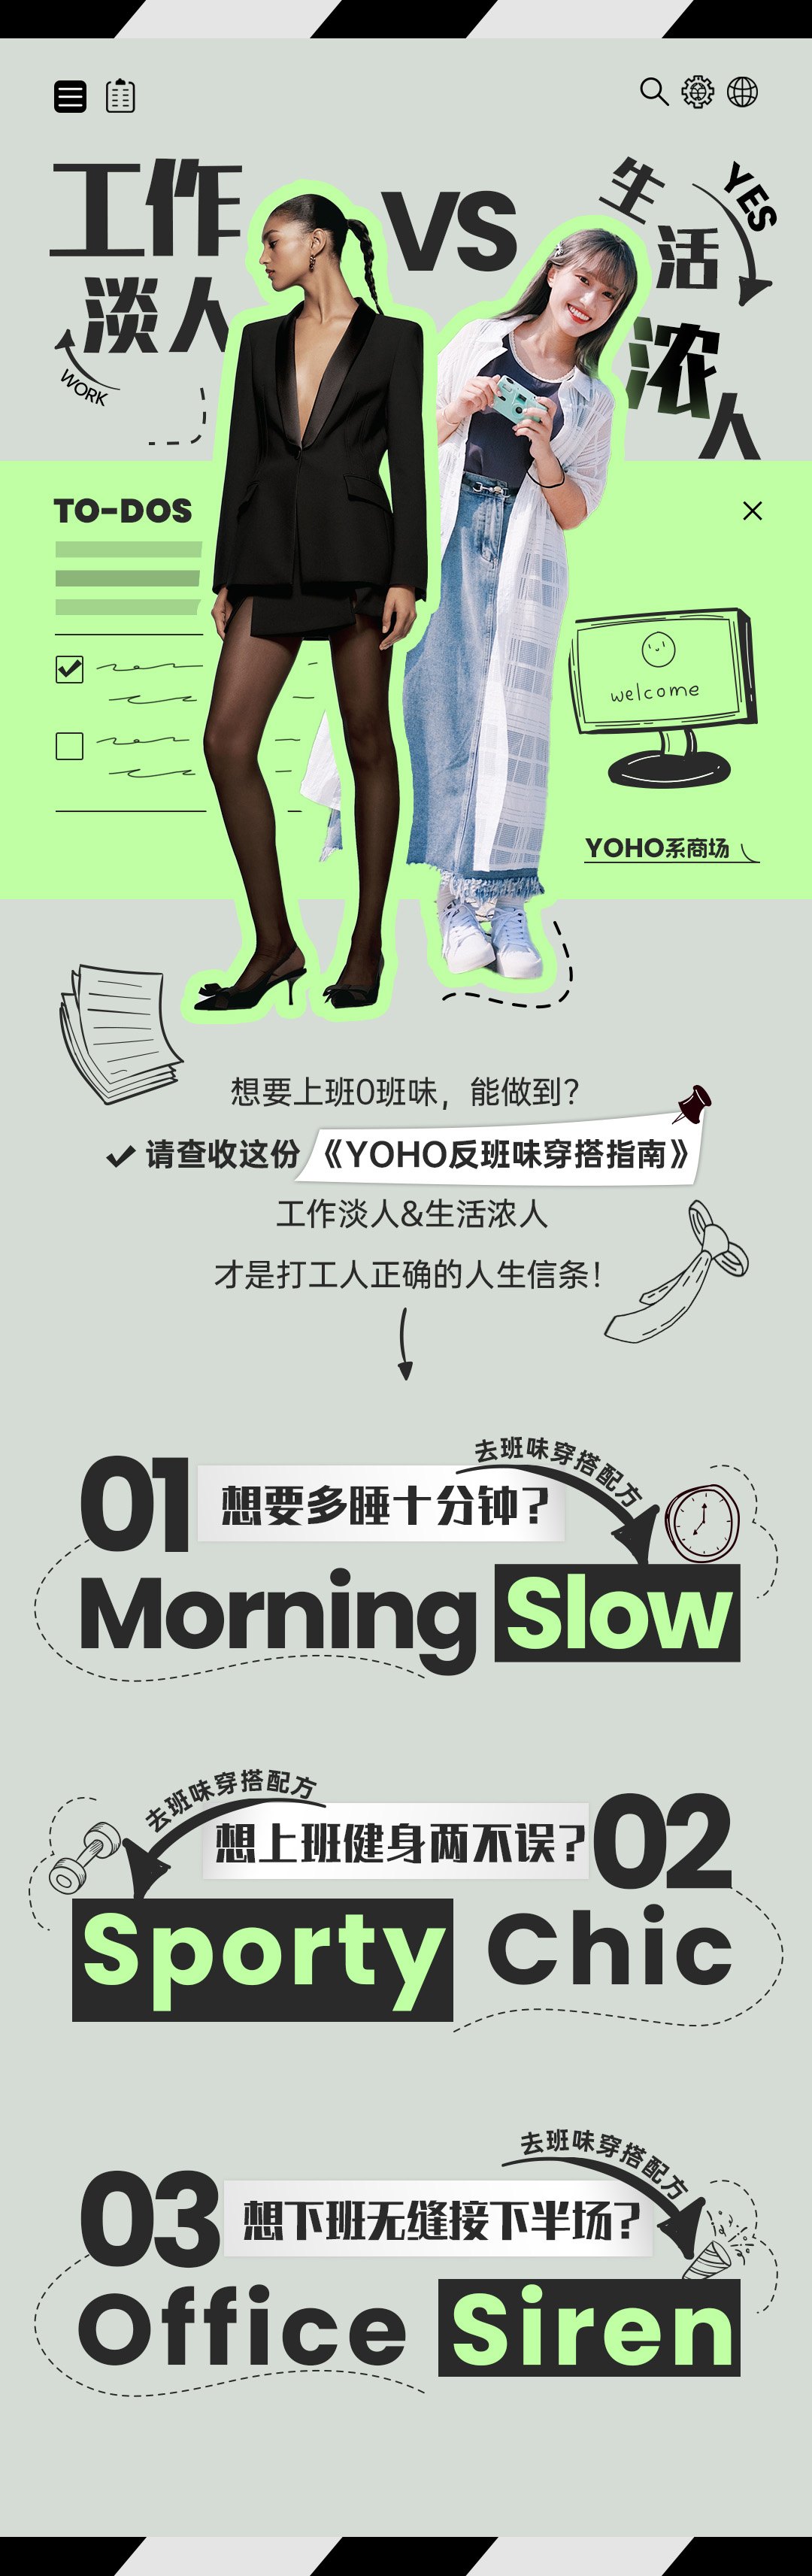 工作
淡人
WORK
VS
生活
浓人
YES
TO-DOS
welcome
YOHO系商场
想要上班0班味，能做到？
请查收这份《YOHO反班味穿搭指南》
工作淡人&生活浓人
才是打工人正确的人生信条！
去班味穿搭配方
01 想要多睡十分钟？
Morning Slow
去班味穿搭配方
想上班健身两不误？02
Sporty Chic
去班味穿搭配方
03 想下班无缝接下半场？
Office Siren